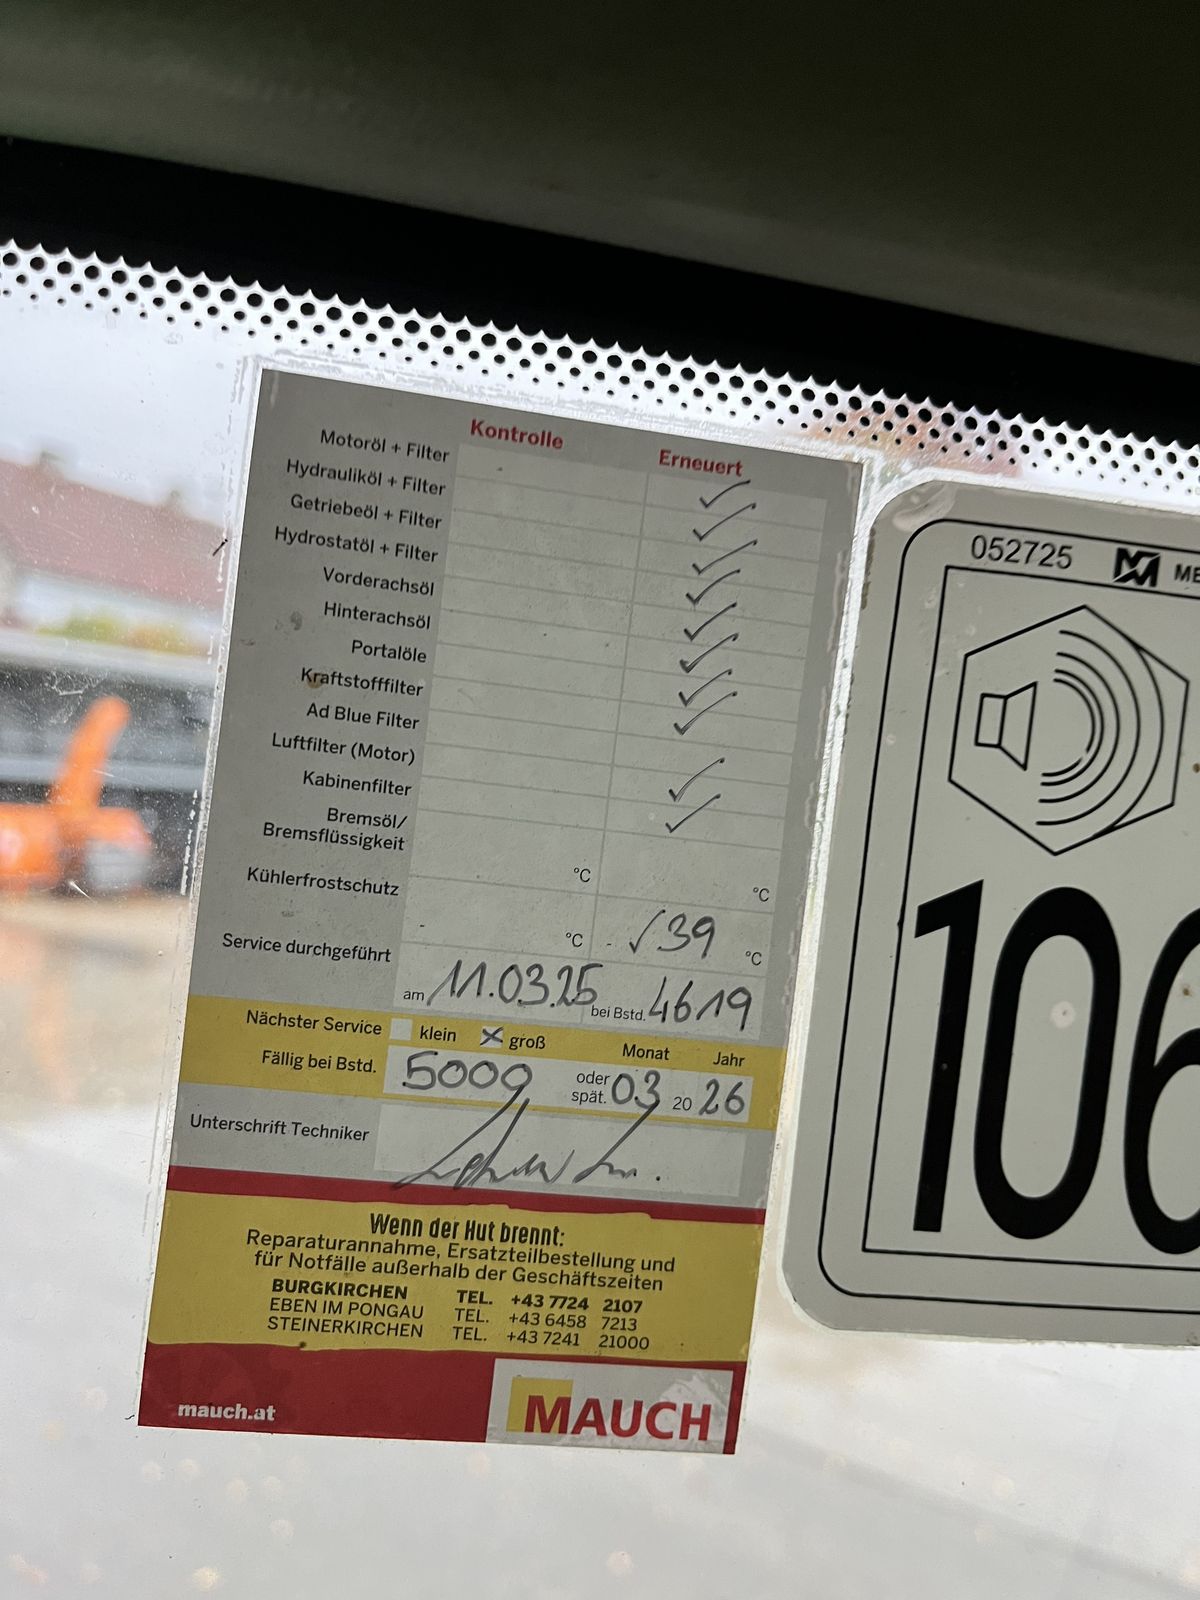 Kontrolle Erneuert
Motoröl + Filter ✓
Hydrauliköl + Filter ✓
Getriebeöl + Filter ✓
Hydrostatöl + Filter ✓
Vorderachsöl ✓
Hinterachsöl ✓
Portalöle ✓
Kraftstofffilter ✓
Ad Blue Filter
Luftfilter (Motor) ✓
Kabinenfilter ✓
Bremsöl/
Bremsflüssigkeit °C °C
Kühlerfrostschutz °C - ✓ 39 °C
Service durchgeführt am 11.03.25 bei Bstd. 4619
Nächster Service klein ☒ groß Monat Jahr
Fällig bei Bstd. 5009 oder spät. 03 20 26
Unterschrift Techniker
Wenn der Hut brennt:
Reparaturannahme, Ersatzteilbestellung und
für Notfälle außerhalb der Geschäftszeiten
BURGKIRCHEN TEL. +43 7724 2107
EBEN IM PONGAU TEL. +43 6458 7213
STEINERKIRCHEN TEL. +43 7241 21000
mauch.at
MAUCH
052725 ME
106